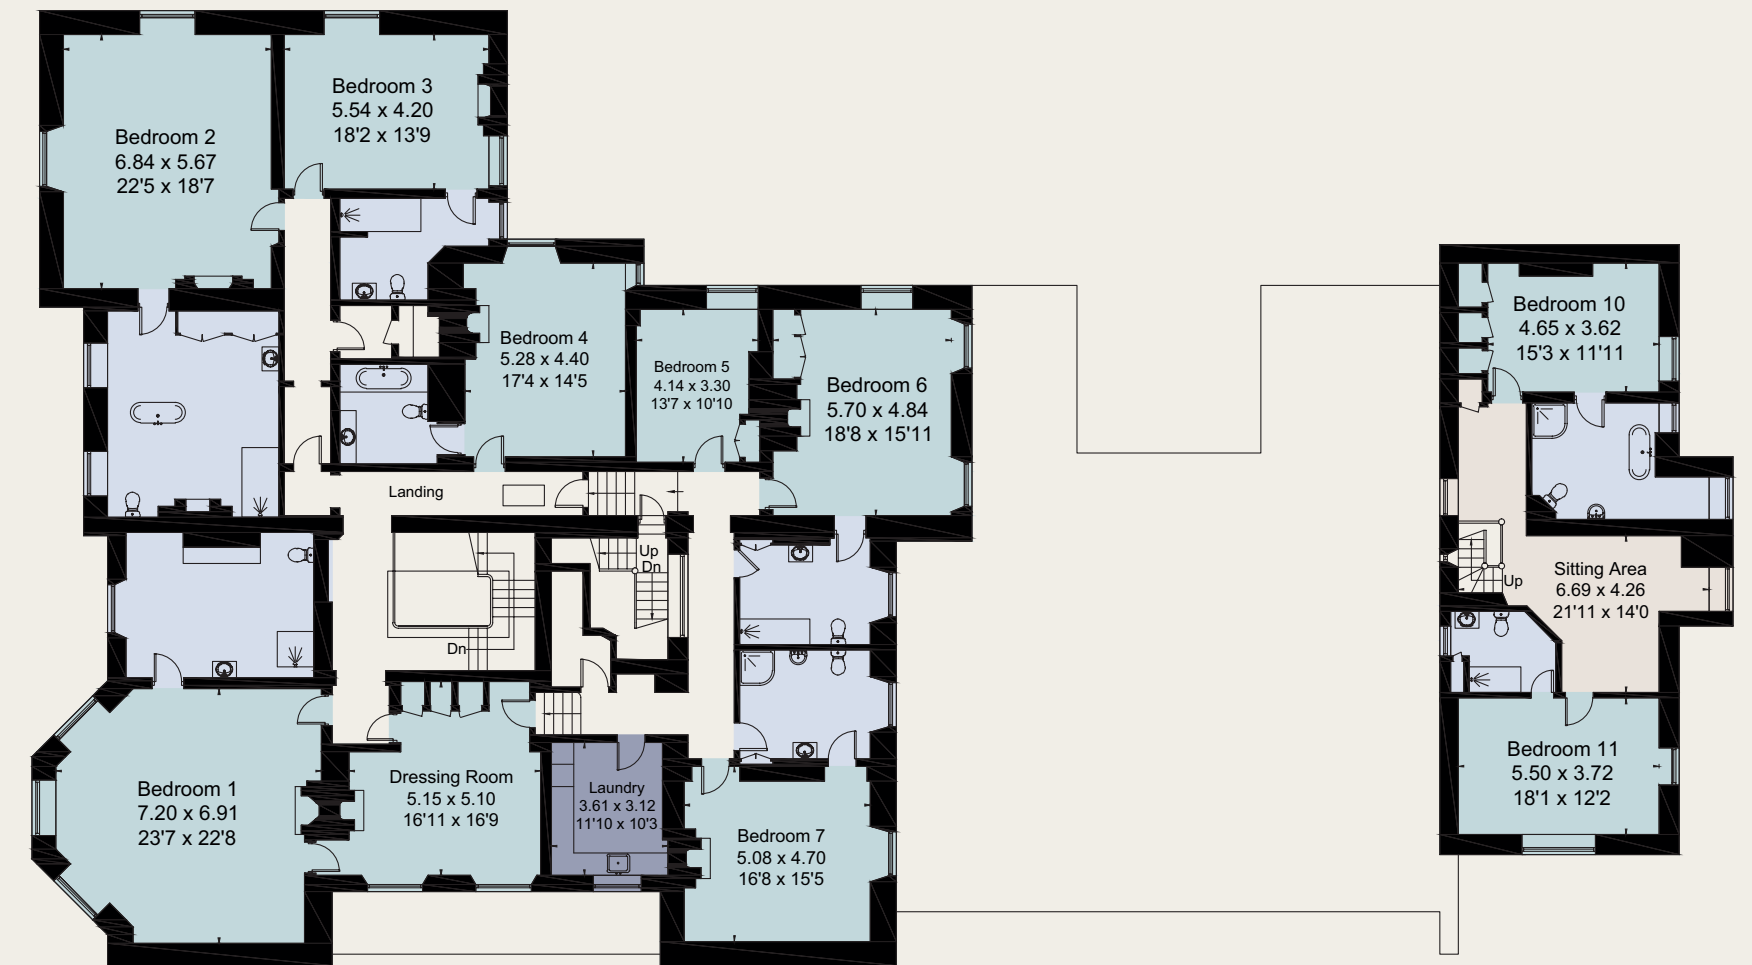 Bedroom 2
6.84 x 5.67
22'5 x 18'7
Bedroom 3
5.54 x 4.20
18'2 x 13'9
Bedroom 4
5.28 x 4.40
17'4 x 14'5
Bedroom 5
4.14 x 3.30
13'7 x 10'10
Bedroom 6
5.70 x 4.84
18'8 x 15'11
Landing
Up
Dn
Dn
Bedroom 1
7.20 x 6.91
23'7 x 22'8
Dressing Room
5.15 x 5.10
16'11 x 16'9
Laundry
3.61 x 3.12
11'10 x 10'3
Bedroom 7
5.08 x 4.70
16'8 x 15'5
Bedroom 10
4.65 x 3.62
15'3 x 11'11
Sitting Area
6.69 x 4.26
21'11 x 14'0
Up
Bedroom 11
5.50 x 3.72
18'1 x 12'2